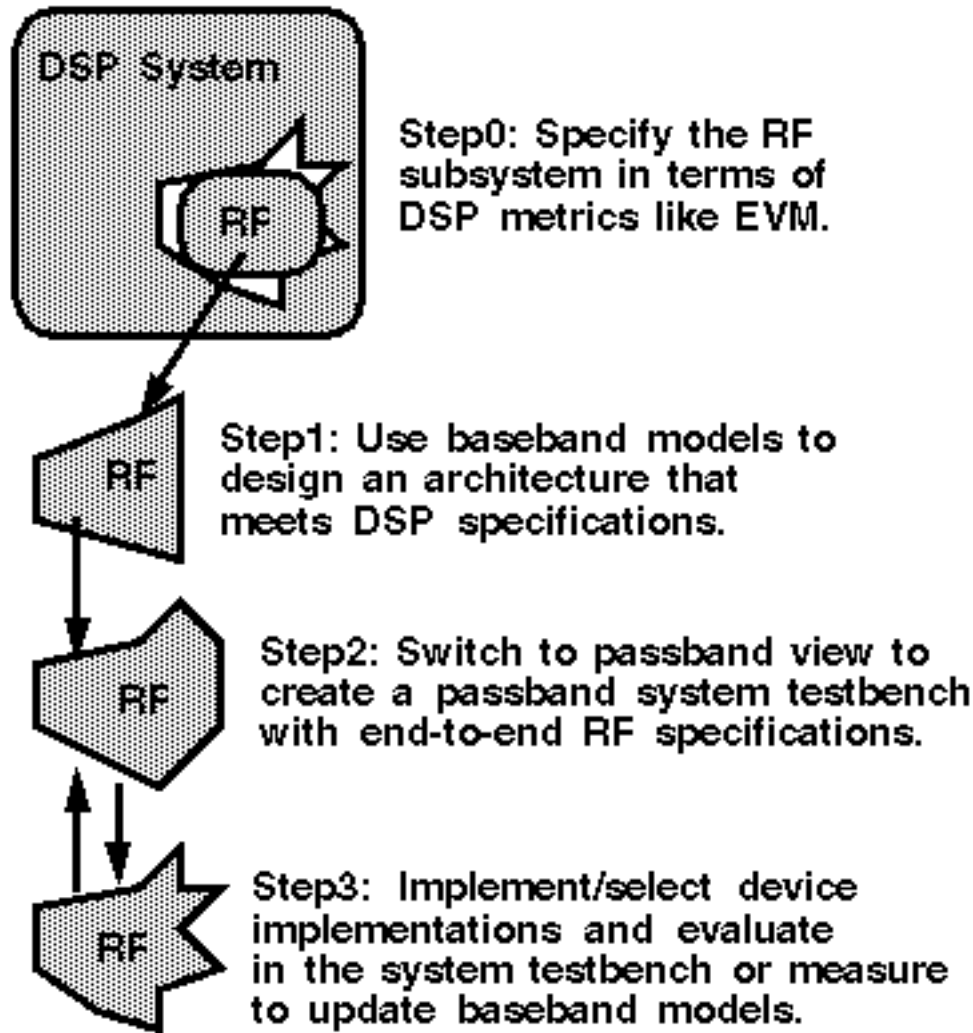 DSP System
RF
Step0: Specify the RF
subsystem in terms of
DSP metrics like EVM.
RF
Step1: Use baseband models to
design an architecture that
meets DSP specifications.
RF
Step2: Switch to passband view to
create a passband system testbench
with end-to-end RF specifications.
RF
Step3: Implement/select device
implementations and evaluate
in the system testbench or measure
to update baseband models.